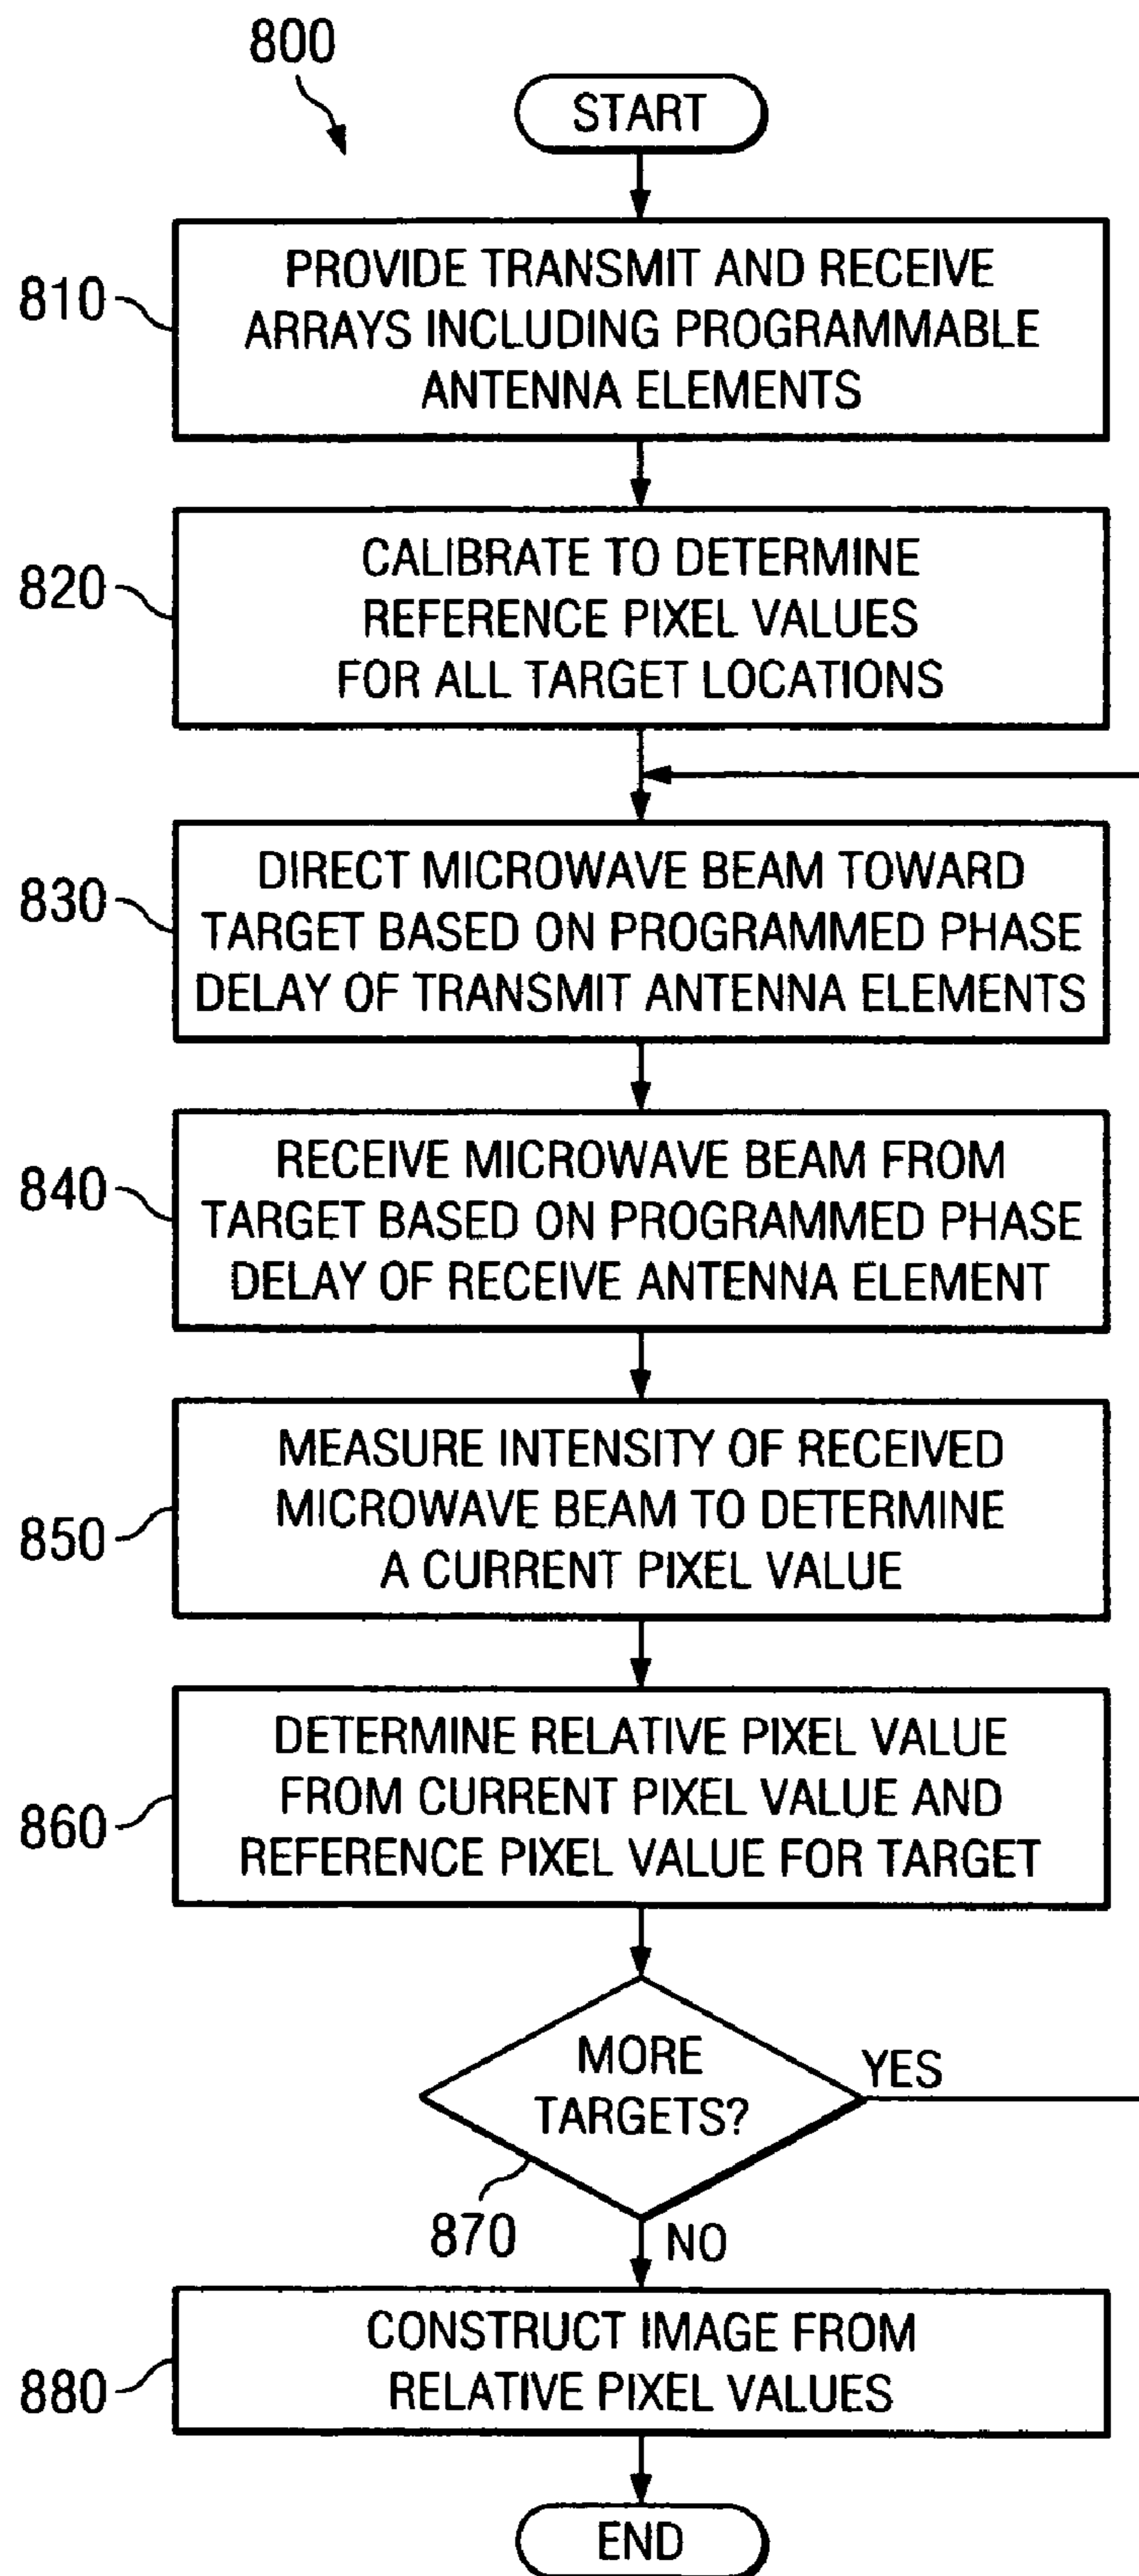 800
START
810
PROVIDE TRANSMIT AND RECEIVE
ARRAYS INCLUDING PROGRAMMABLE
ANTENNA ELEMENTS
820
CALIBRATE TO DETERMINE
REFERENCE PIXEL VALUES
FOR ALL TARGET LOCATIONS
830
DIRECT MICROWAVE BEAM TOWARD
TARGET BASED ON PROGRAMMED PHASE
DELAY OF TRANSMIT ANTENNA ELEMENTS
840
RECEIVE MICROWAVE BEAM FROM
TARGET BASED ON PROGRAMMED PHASE
DELAY OF RECEIVE ANTENNA ELEMENT
850
MEASURE INTENSITY OF RECEIVED
MICROWAVE BEAM TO DETERMINE
A CURRENT PIXEL VALUE
860
DETERMINE RELATIVE PIXEL VALUE
FROM CURRENT PIXEL VALUE AND
REFERENCE PIXEL VALUE FOR TARGET
MORE
TARGETS?
YES
870
NO
880
CONSTRUCT IMAGE FROM
RELATIVE PIXEL VALUES
END